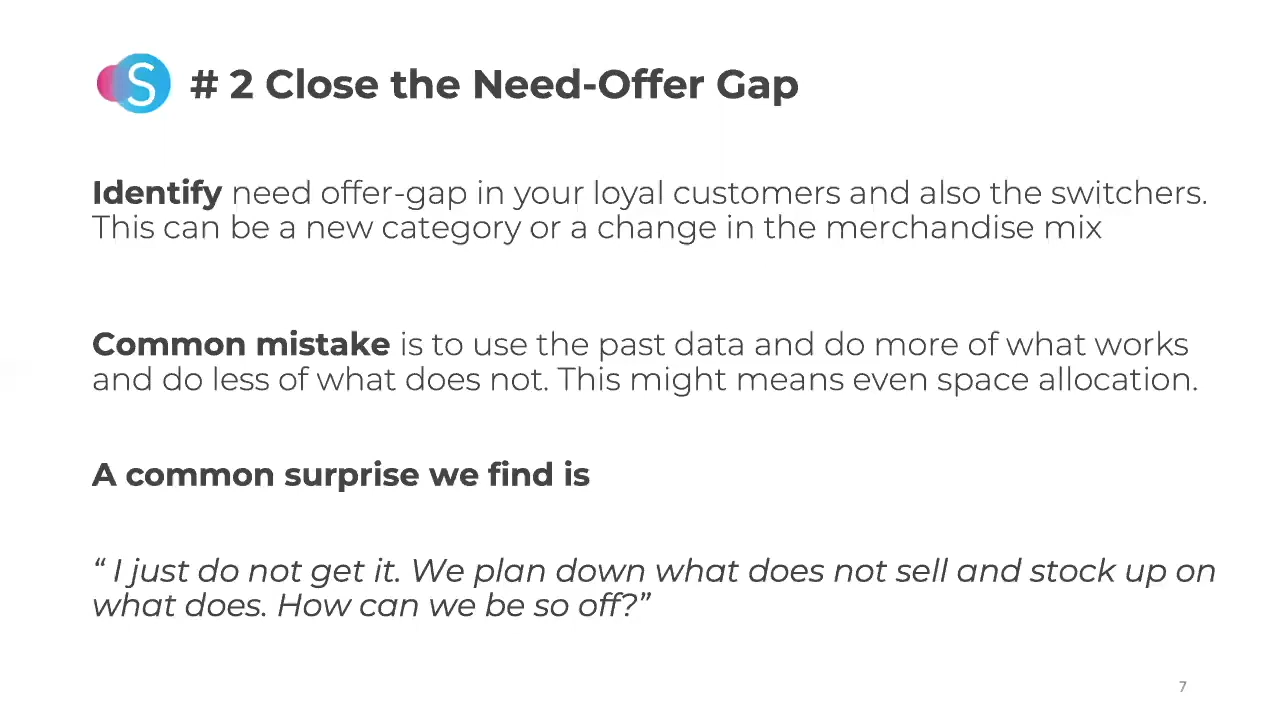 S
# 2 Close the Need-Offer Gap
Identify need offer-gap in your loyal customers and also the switchers.
This can be a new category or a change in the merchandise mix
Common mistake is to use the past data and do more of what works
and do less of what does not. This might means even space allocation.
A common surprise we find is
“ I just do not get it. We plan down what does not sell and stock up on
what does. How can we be so off?”
7